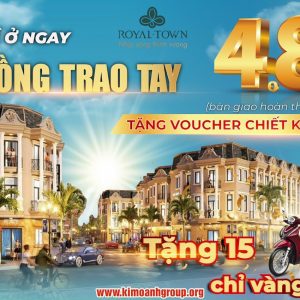 Ở NGAY
ROYAL TOWN
ỒNG TRAO TAY
4.8
(bàn giao hoàn th
TẶNG VOUCHER CHIẾT K
Tặng 15
chỉ vàng
www.kimoanhgroup.org